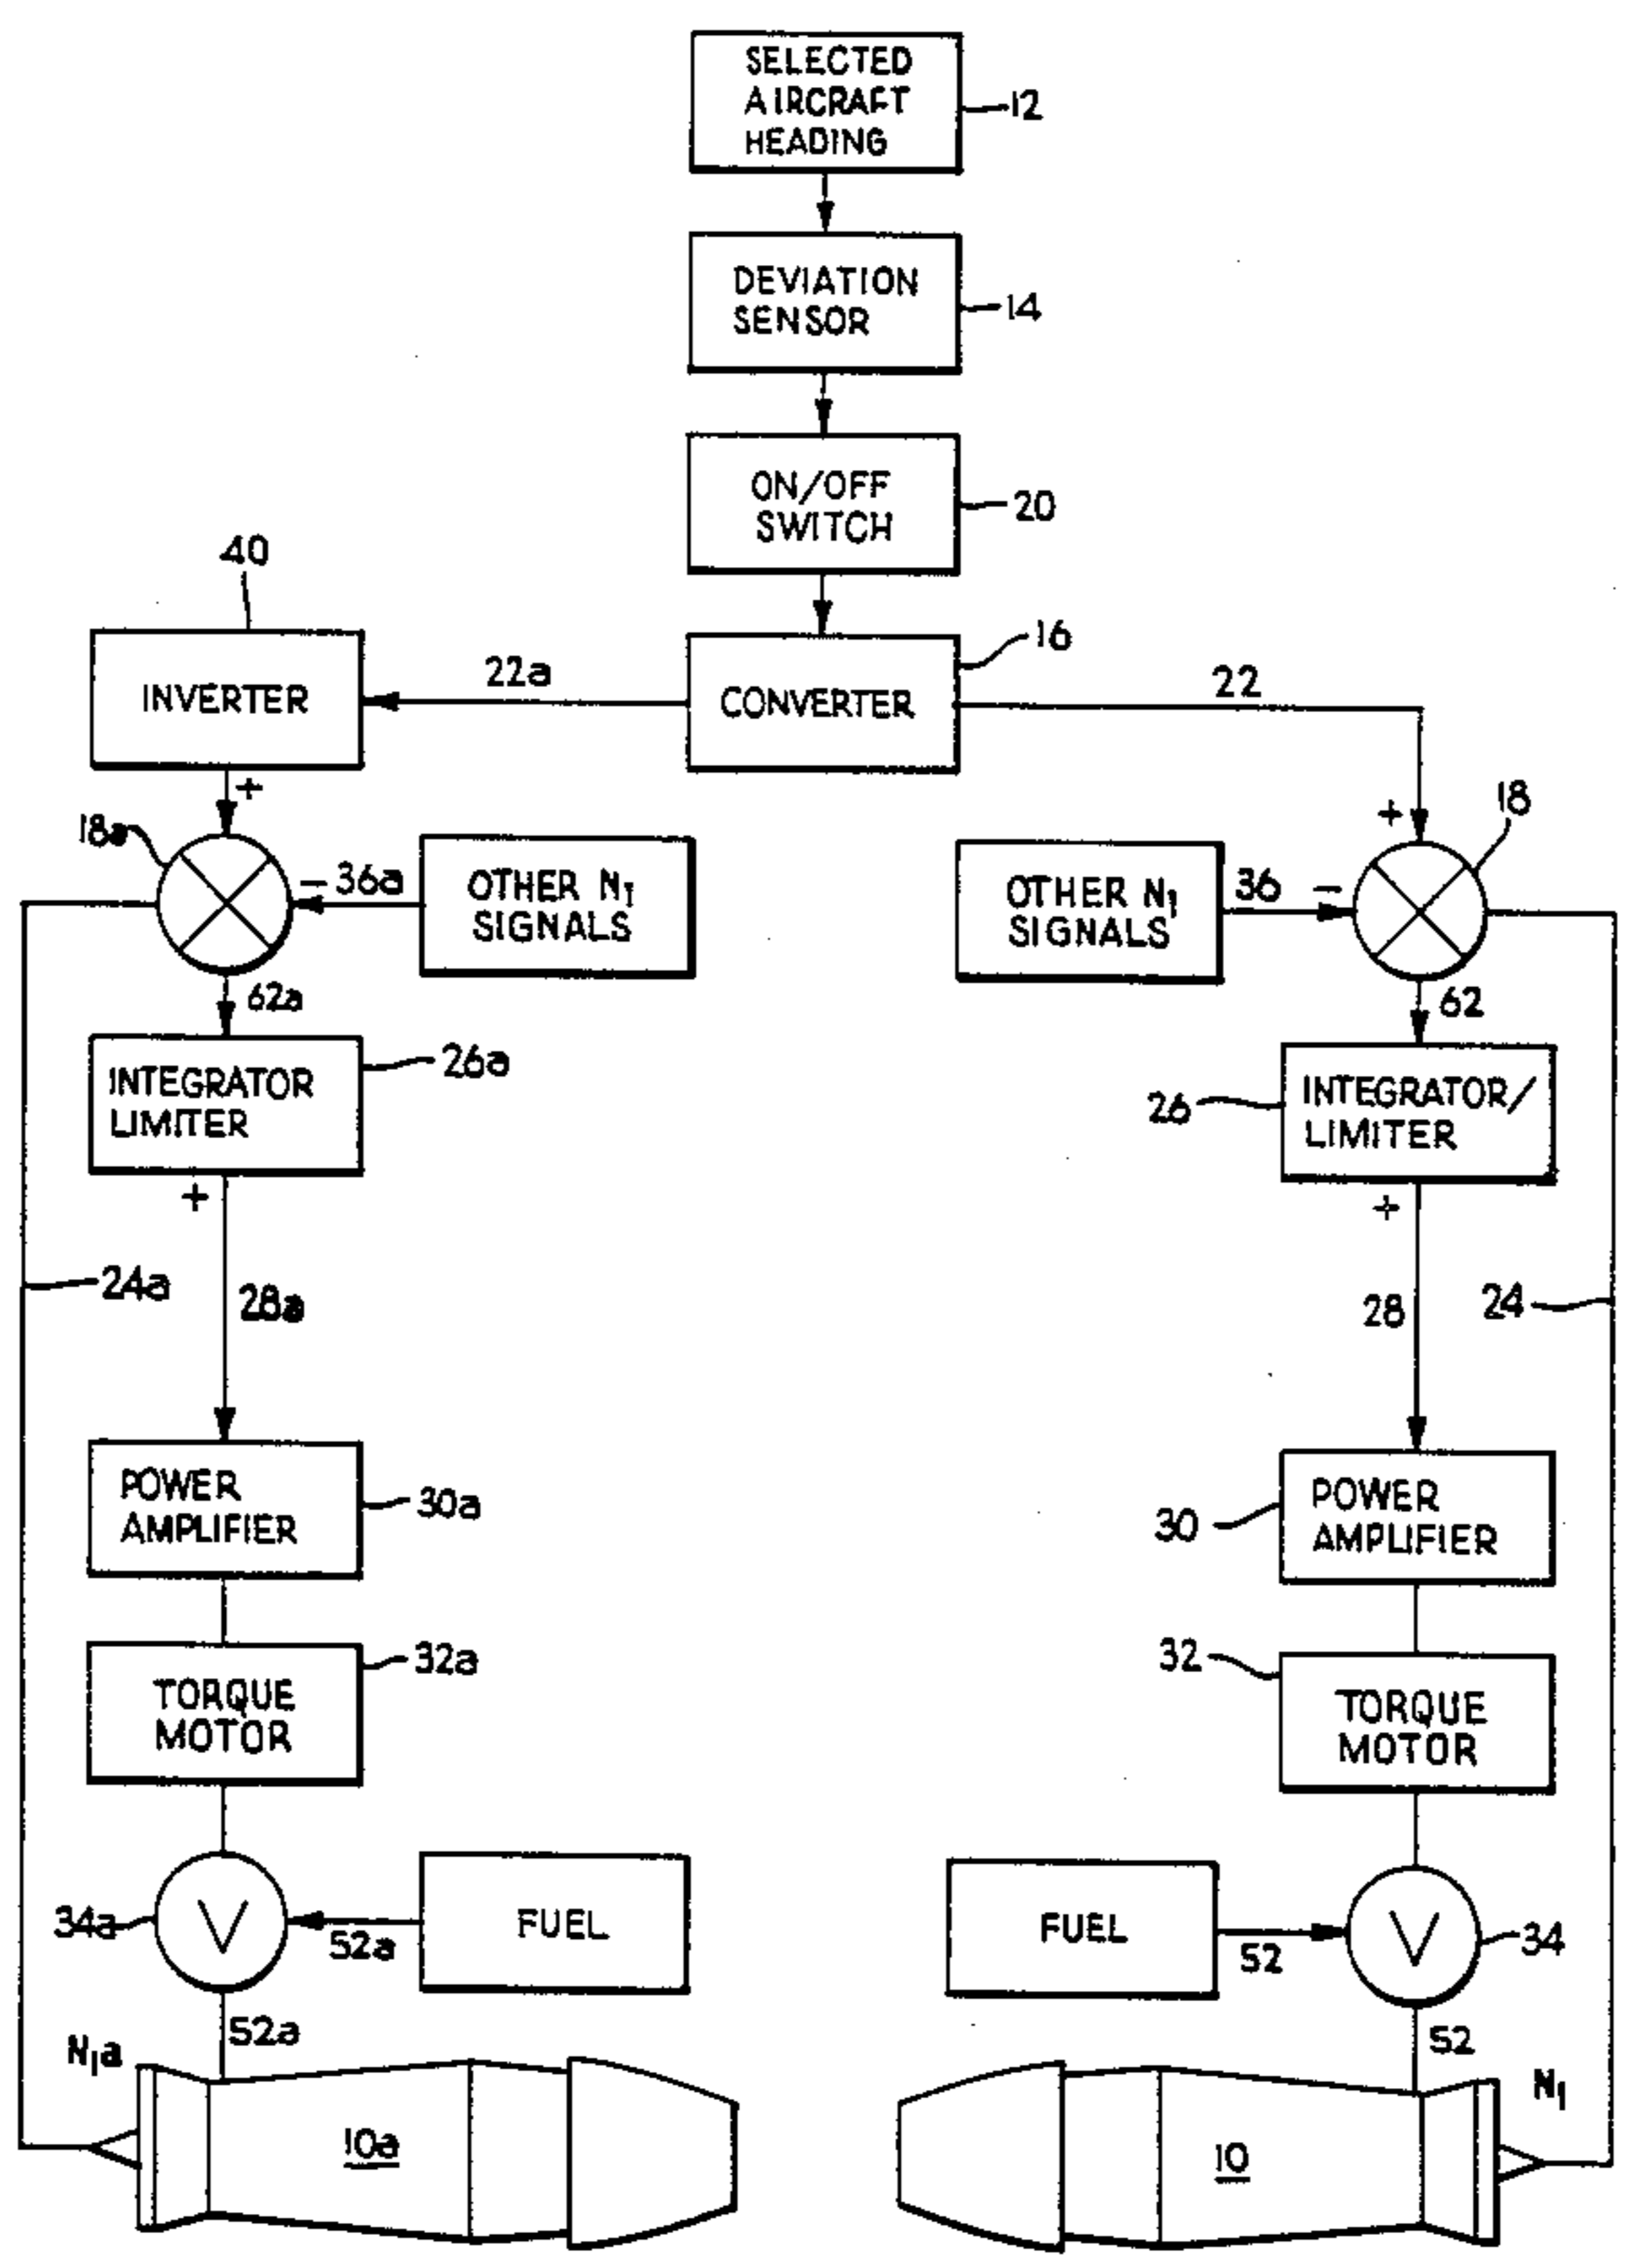 SELECTED
AIRCRAFT
HEADING
12
DEVIATION
SENSOR
14
ON/OFF
SWITCH
20
40
16
INVERTER
22a
CONVERTER
22
+
+
18a
18
- 36a
OTHER N1
SIGNALS
OTHER N1
SIGNALS
36 -
62a
62
INTEGRATOR
LIMITER
26a
26
INTEGRATOR/
LIMITER
+
+
24a
28a
28
24
POWER
AMPLIFIER
30a
30
POWER
AMPLIFIER
32a
32
TORQUE
MOTOR
TORQUE
MOTOR
34a
V
52a
FUEL
FUEL
52
V
34
N1a
52a
52
N1
10a
10